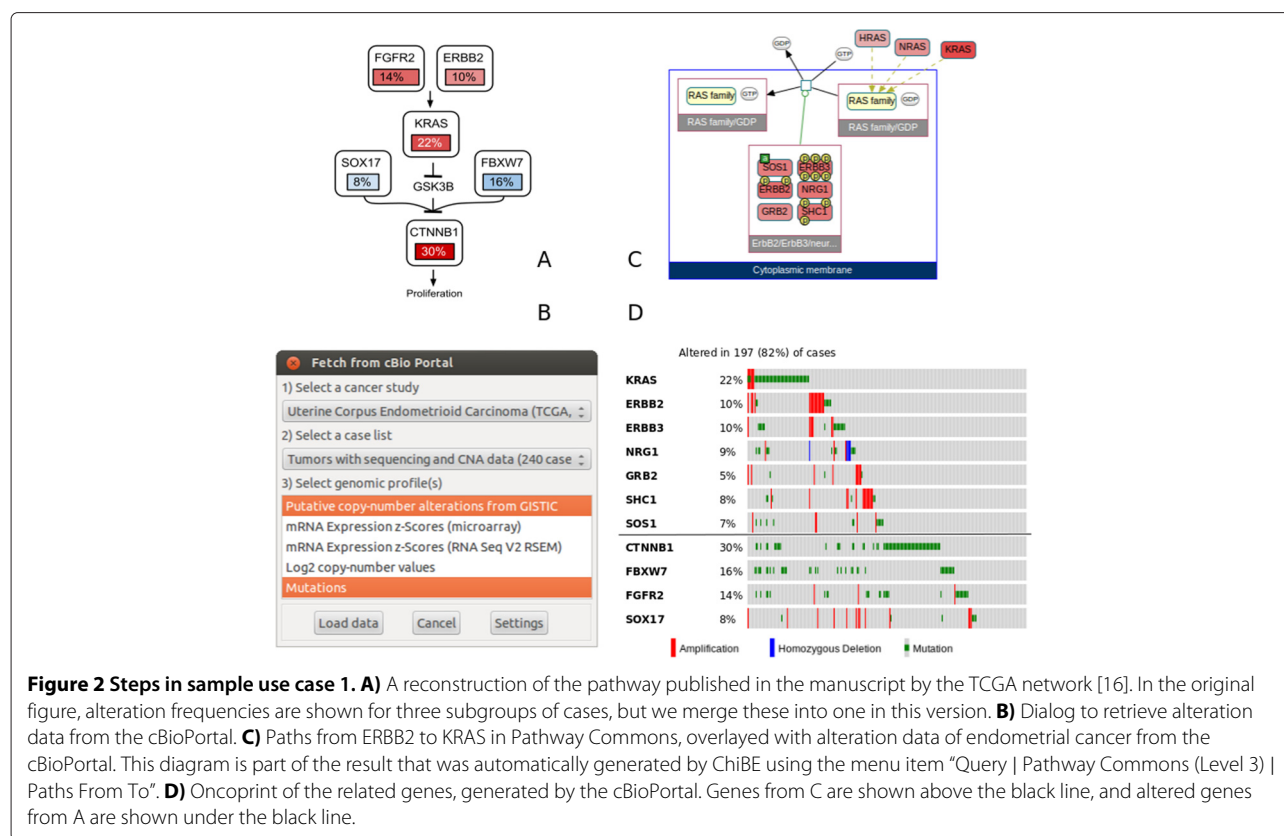 FGFR2
14%
ERBB2
10%
KRAS
22%
SOX17
8%
GSK3B
FBXW7
16%
CTNNB1
30%
Proliferation
A
C
GDP
GTP
HRAS
NRAS
KRAS
RAS family
GTP
RAS family/GDP
RAS family
GDP
RAS family/GDP
SOS1
ERBB3
ERBB2
NRG1
GRB2
SHC1
ErbB2/ErbB3/neur...
Cytoplasmic membrane
B
D
Fetch from cBio Portal
1) Select a cancer study
Uterine Corpus Endometrioid Carcinoma (TCGA,
2) Select a case list
Tumors with sequencing and CNA data (240 case
3) Select genomic profile(s)
Putative copy-number alterations from GISTIC
mRNA Expression z-Scores (microarray)
mRNA Expression z-Scores (RNA Seq V2 RSEM)
Log2 copy-number values
Mutations
Load data Cancel Settings
Altered in 197 (82%) of cases
KRAS 22%
ERBB2 10%
ERBB3 10%
NRG1 9%
GRB2 5%
SHC1 8%
SOS1 7%
CTNNB1 30%
FBXW7 16%
FGFR2 14%
SOX17 8%
Amplification Homozygous Deletion Mutation
Figure 2 Steps in sample use case 1. A) A reconstruction of the pathway published in the manuscript by the TCGA network [16]. In the original
figure, alteration frequencies are shown for three subgroups of cases, but we merge these into one in this version. B) Dialog to retrieve alteration
data from the cBioPortal. C) Paths from ERBB2 to KRAS in Pathway Commons, overlayed with alteration data of endometrial cancer from the
cBioPortal. This diagram is part of the result that was automatically generated by ChiBE using the menu item “Query | Pathway Commons (Level 3) |
Paths From To”. D) Oncoprint of the related genes, generated by the cBioPortal. Genes from C are shown above the black line, and altered genes
from A are shown under the black line.